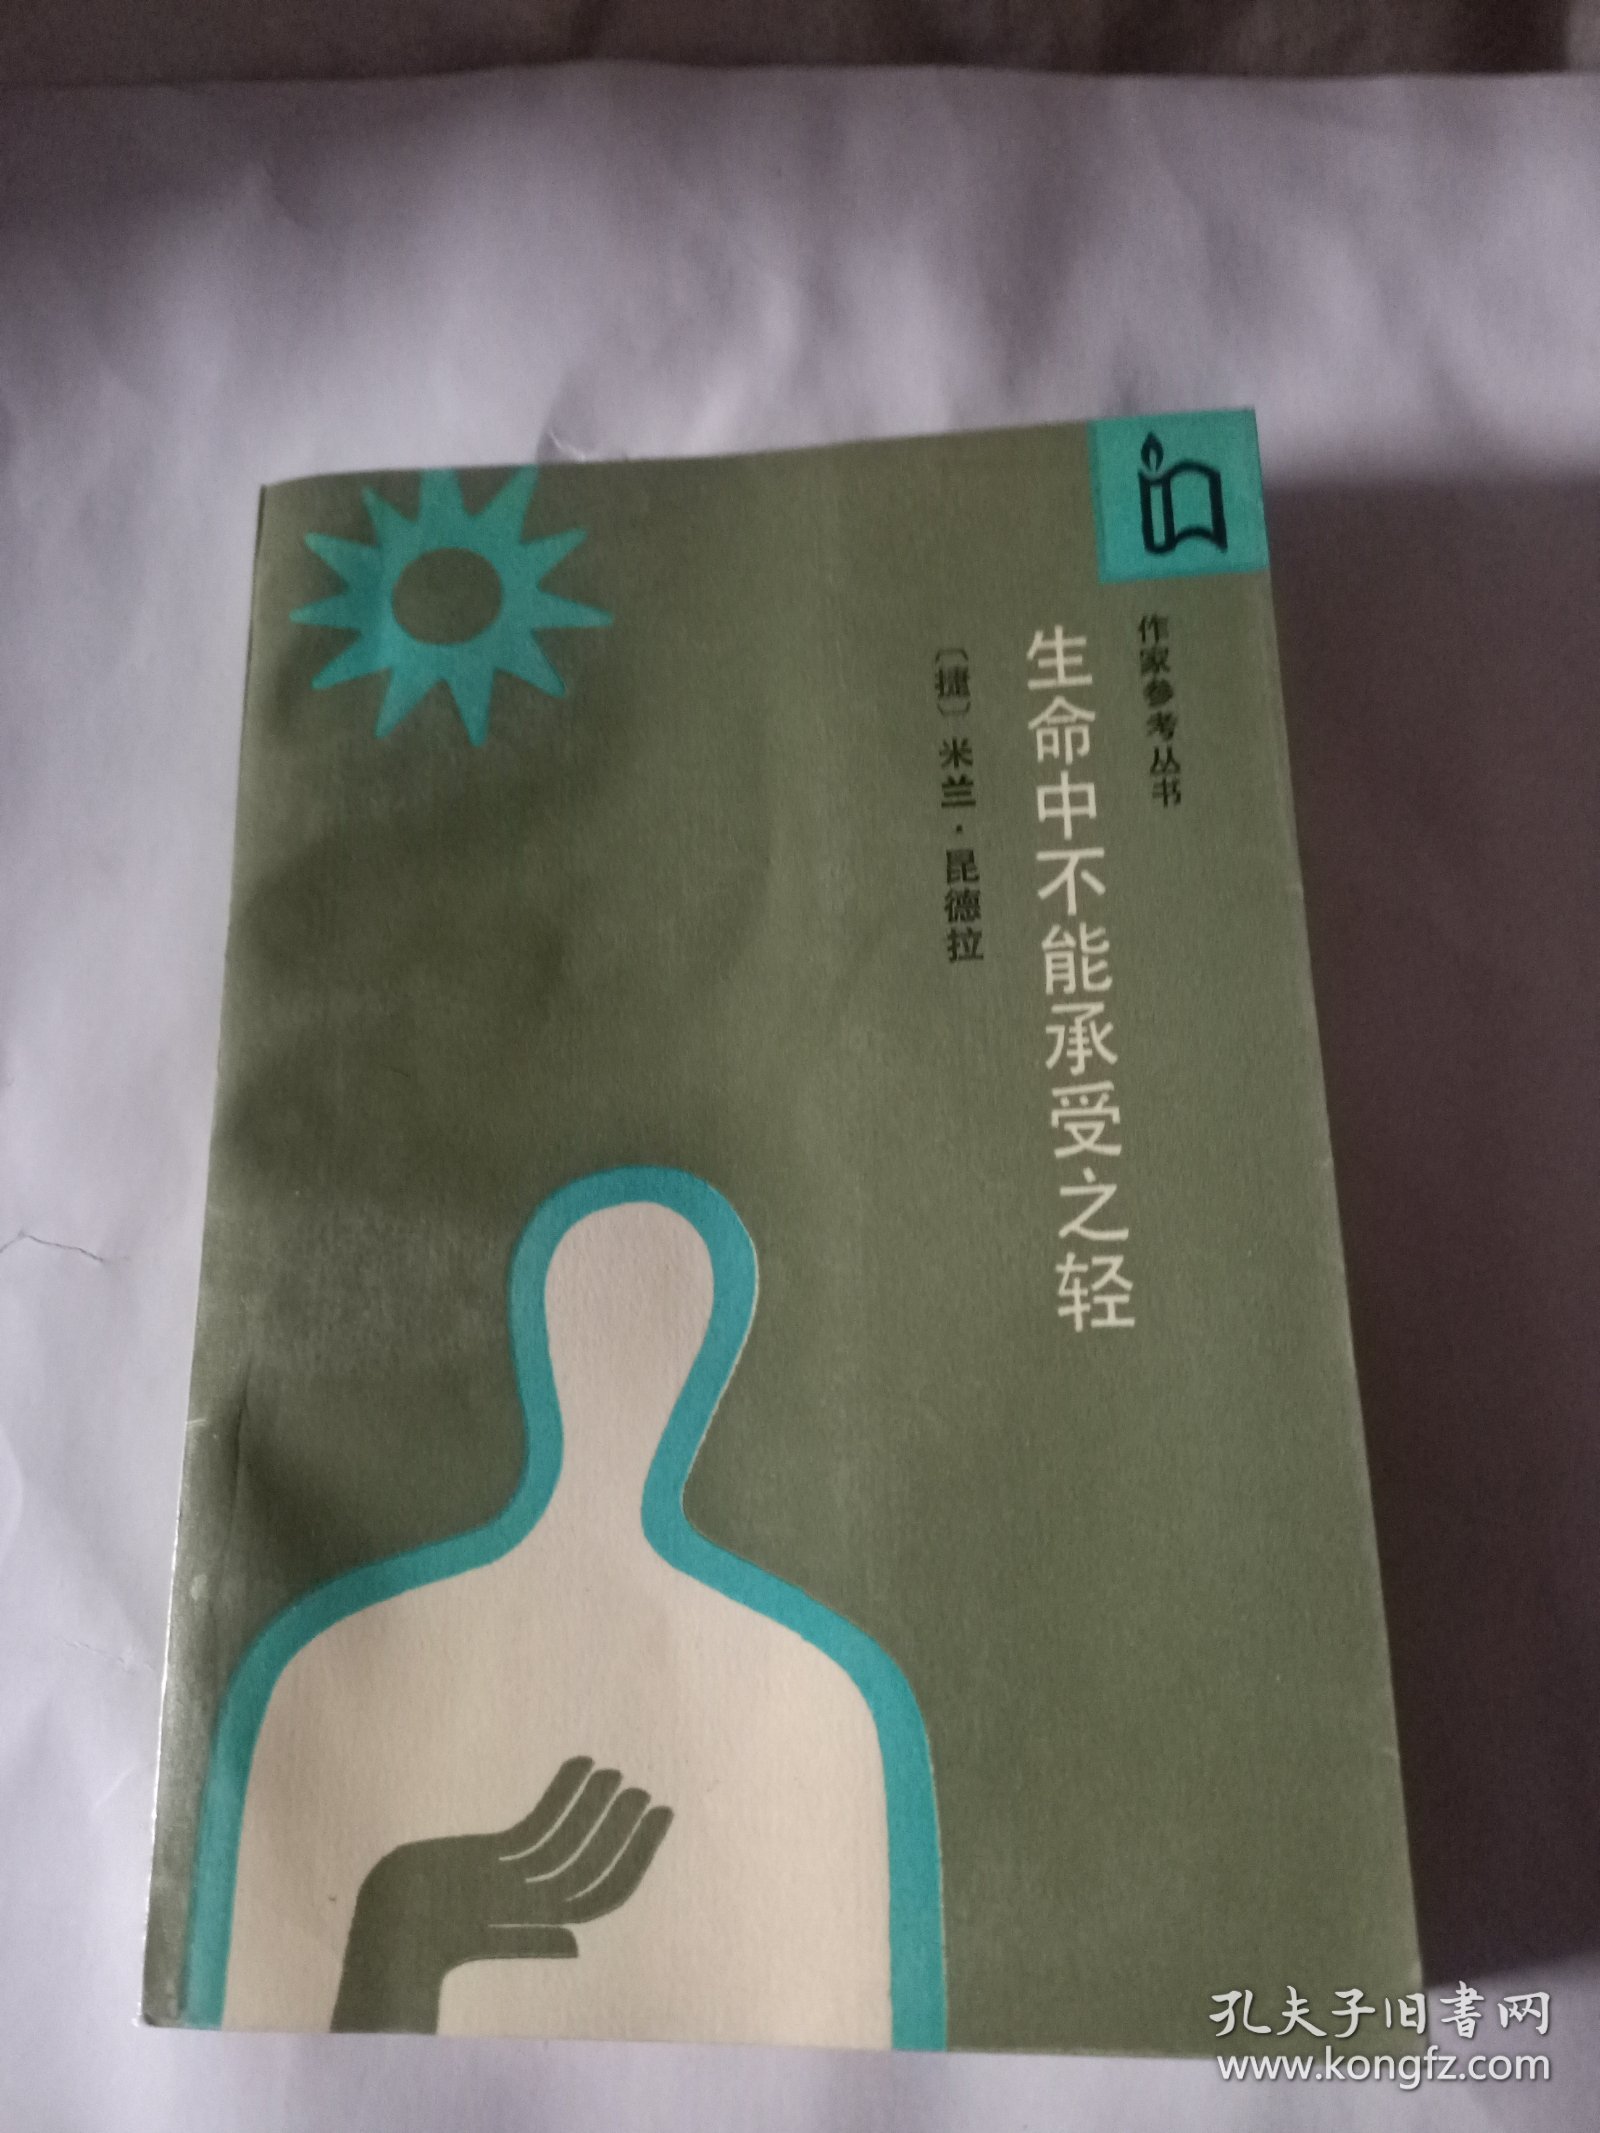 作家参考丛书
生命中不能承受之轻
〔捷〕米兰·昆德拉
孔夫子旧书网
www.kongfz.com